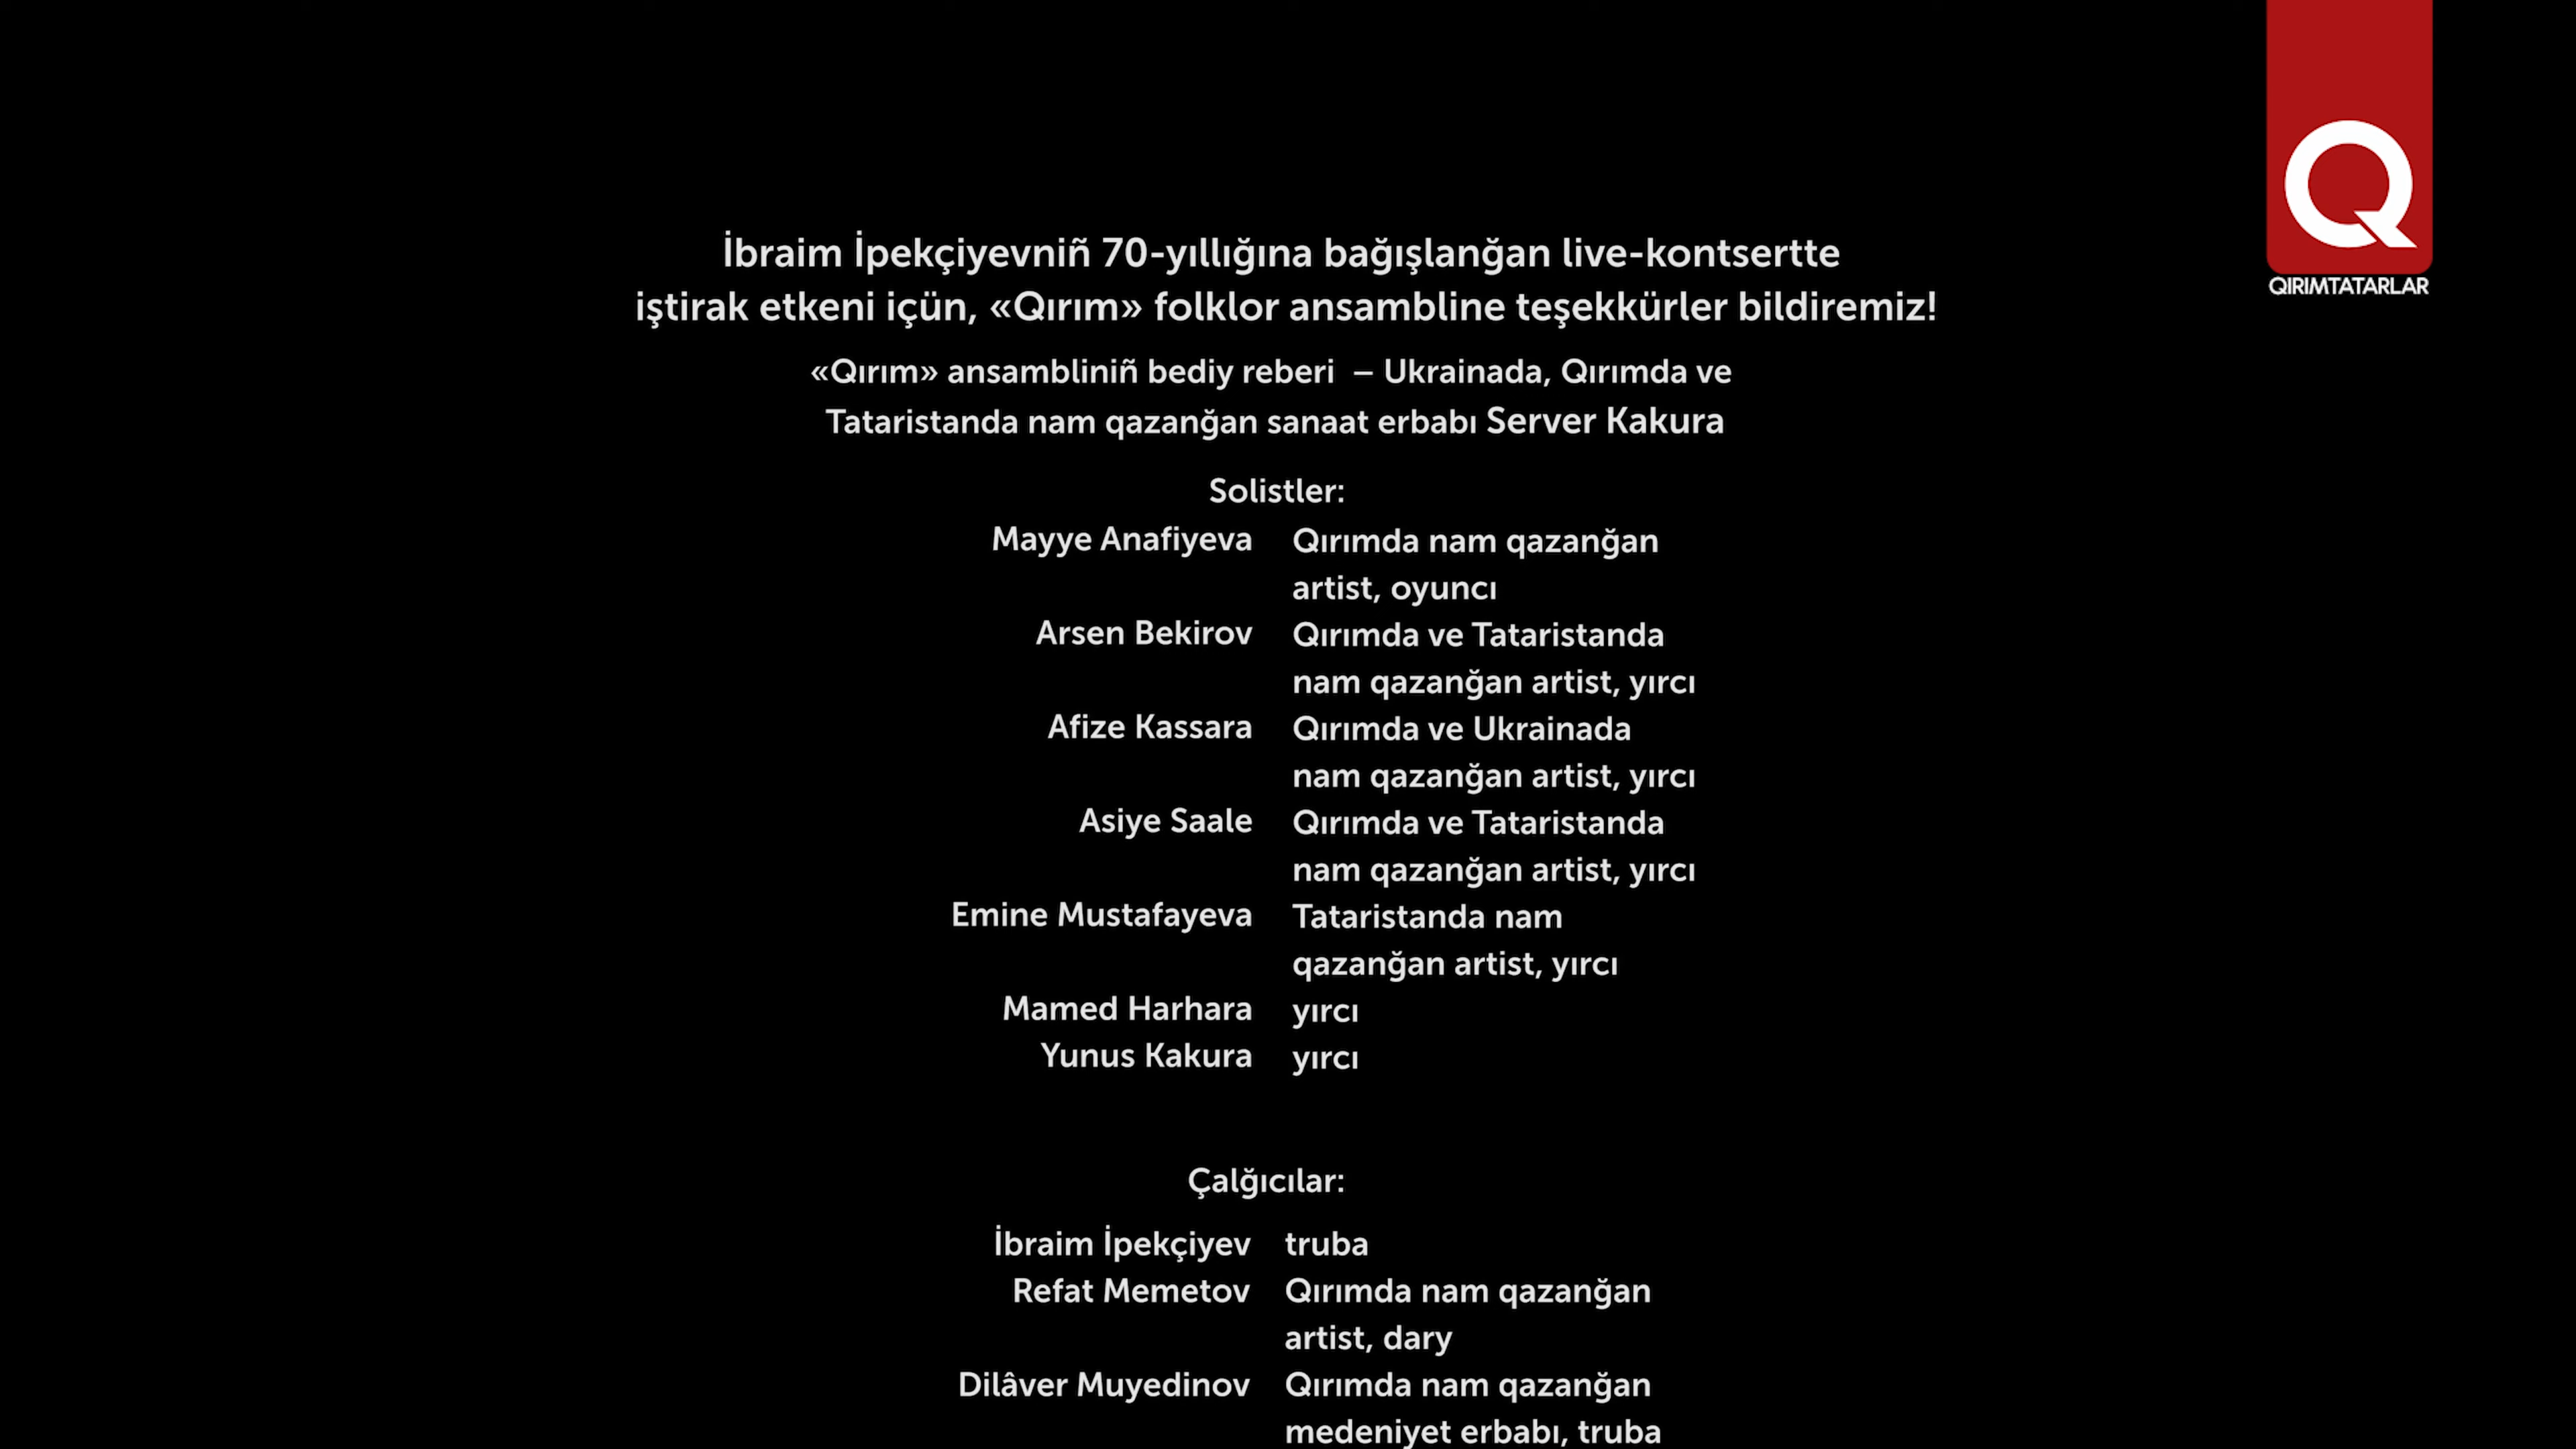 QIRIMTATARLAR
İbraim İpekçiyevniñ 70-yıllığına bağışlanğan live-kontsertte
iştirak etkeni içün, «Qırım» folklor ansambline teşekkürler bildiremiz!
«Qırım» ansambliniñ bediy reberi – Ukrainada, Qırımda ve
Tataristanda nam qazanğan sanaat erbabı Server Kakura
Solistler:
Mayye Anafiyeva Qırımda nam qazanğan
artist, oyuncı
Arsen Bekirov Qırımda ve Tataristanda
nam qazanğan artist, yırcı
Afize Kassara Qırımda ve Ukrainada
nam qazanğan artist, yırcı
Asiye Saale Qırımda ve Tataristanda
nam qazanğan artist, yırcı
Emine Mustafayeva Tataristanda nam
qazanğan artist, yırcı
Mamed Harhara yırcı
Yunus Kakura yırcı
Çalğıcılar:
İbraim İpekçiyev truba
Refat Memetov Qırımda nam qazanğan
artist, dary
Dilâver Muyedinov Qırımda nam qazanğan
medeniyet erbabı, truba